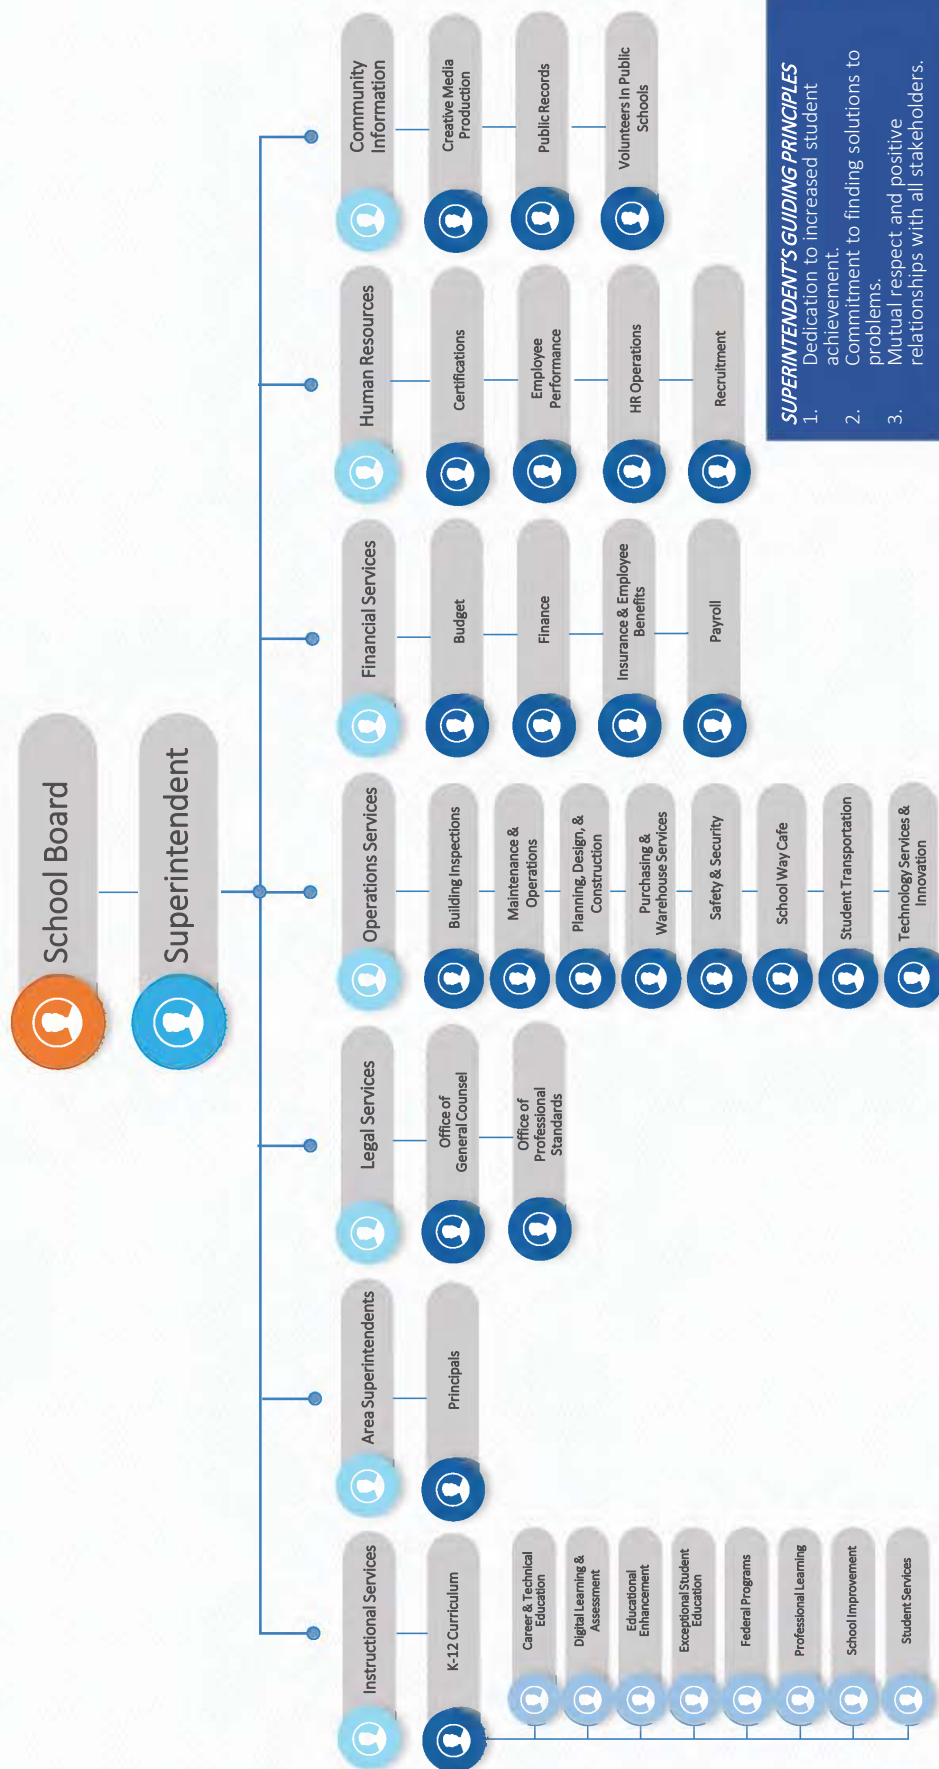 School Board
Superintendent
Instructional Services
K-12 Curriculum
Career & Technical
Education
Digital Learning &
Assessment
Educational
Enhancement
Exceptional Student
Education
Federal Programs
Professional Learning
School Improvement
Student Services
Area Superintendents
Principals
Legal Services
Office of
General Counsel
Office of
Professional
Standards
Operations Services
Building Inspections
Maintenance &
Operations
Planning, Design, &
Construction
Purchasing &
Warehouse Services
Safety & Security
School Way Cafe
Student Transportation
Technology Services &
Innovation
Financial Services
Budget
Finance
Insurance & Employee
Benefits
Payroll
Human Resources
Certifications
Employee
Performance
HR Operations
Recruitment
Community
Information
Creative Media
Production
Public Records
Volunteers In Public
Schools
SUPERINTENDENT'S GUIDING PRINCIPLES
1. Dedication to increased student
achievement.
2. Commitment to finding solutions to
problems.
3. Mutual respect and positive
relationships with all stakeholders.